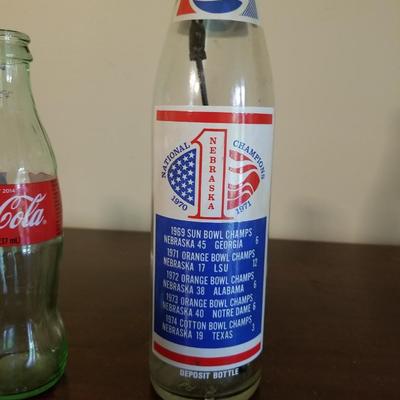 NATIONAL CHAMPIONS
1
NEBRASKA
1970 1971
1969 SUN BOWL CHAMPS
NEBRASKA 45 GEORGIA 6
1971 ORANGE BOWL CHAMPS
NEBRASKA 17 LSU 12
1972 ORANGE BOWL CHAMPS
NEBRASKA 38 ALABAMA 6
1973 ORANGE BOWL CHAMPS
NEBRASKA 40 NOTRE DAME 6
1974 COTTON BOWL CHAMPS
NEBRASKA 19 TEXAS 3
DEPOSIT BOTTLE
2014
Cola